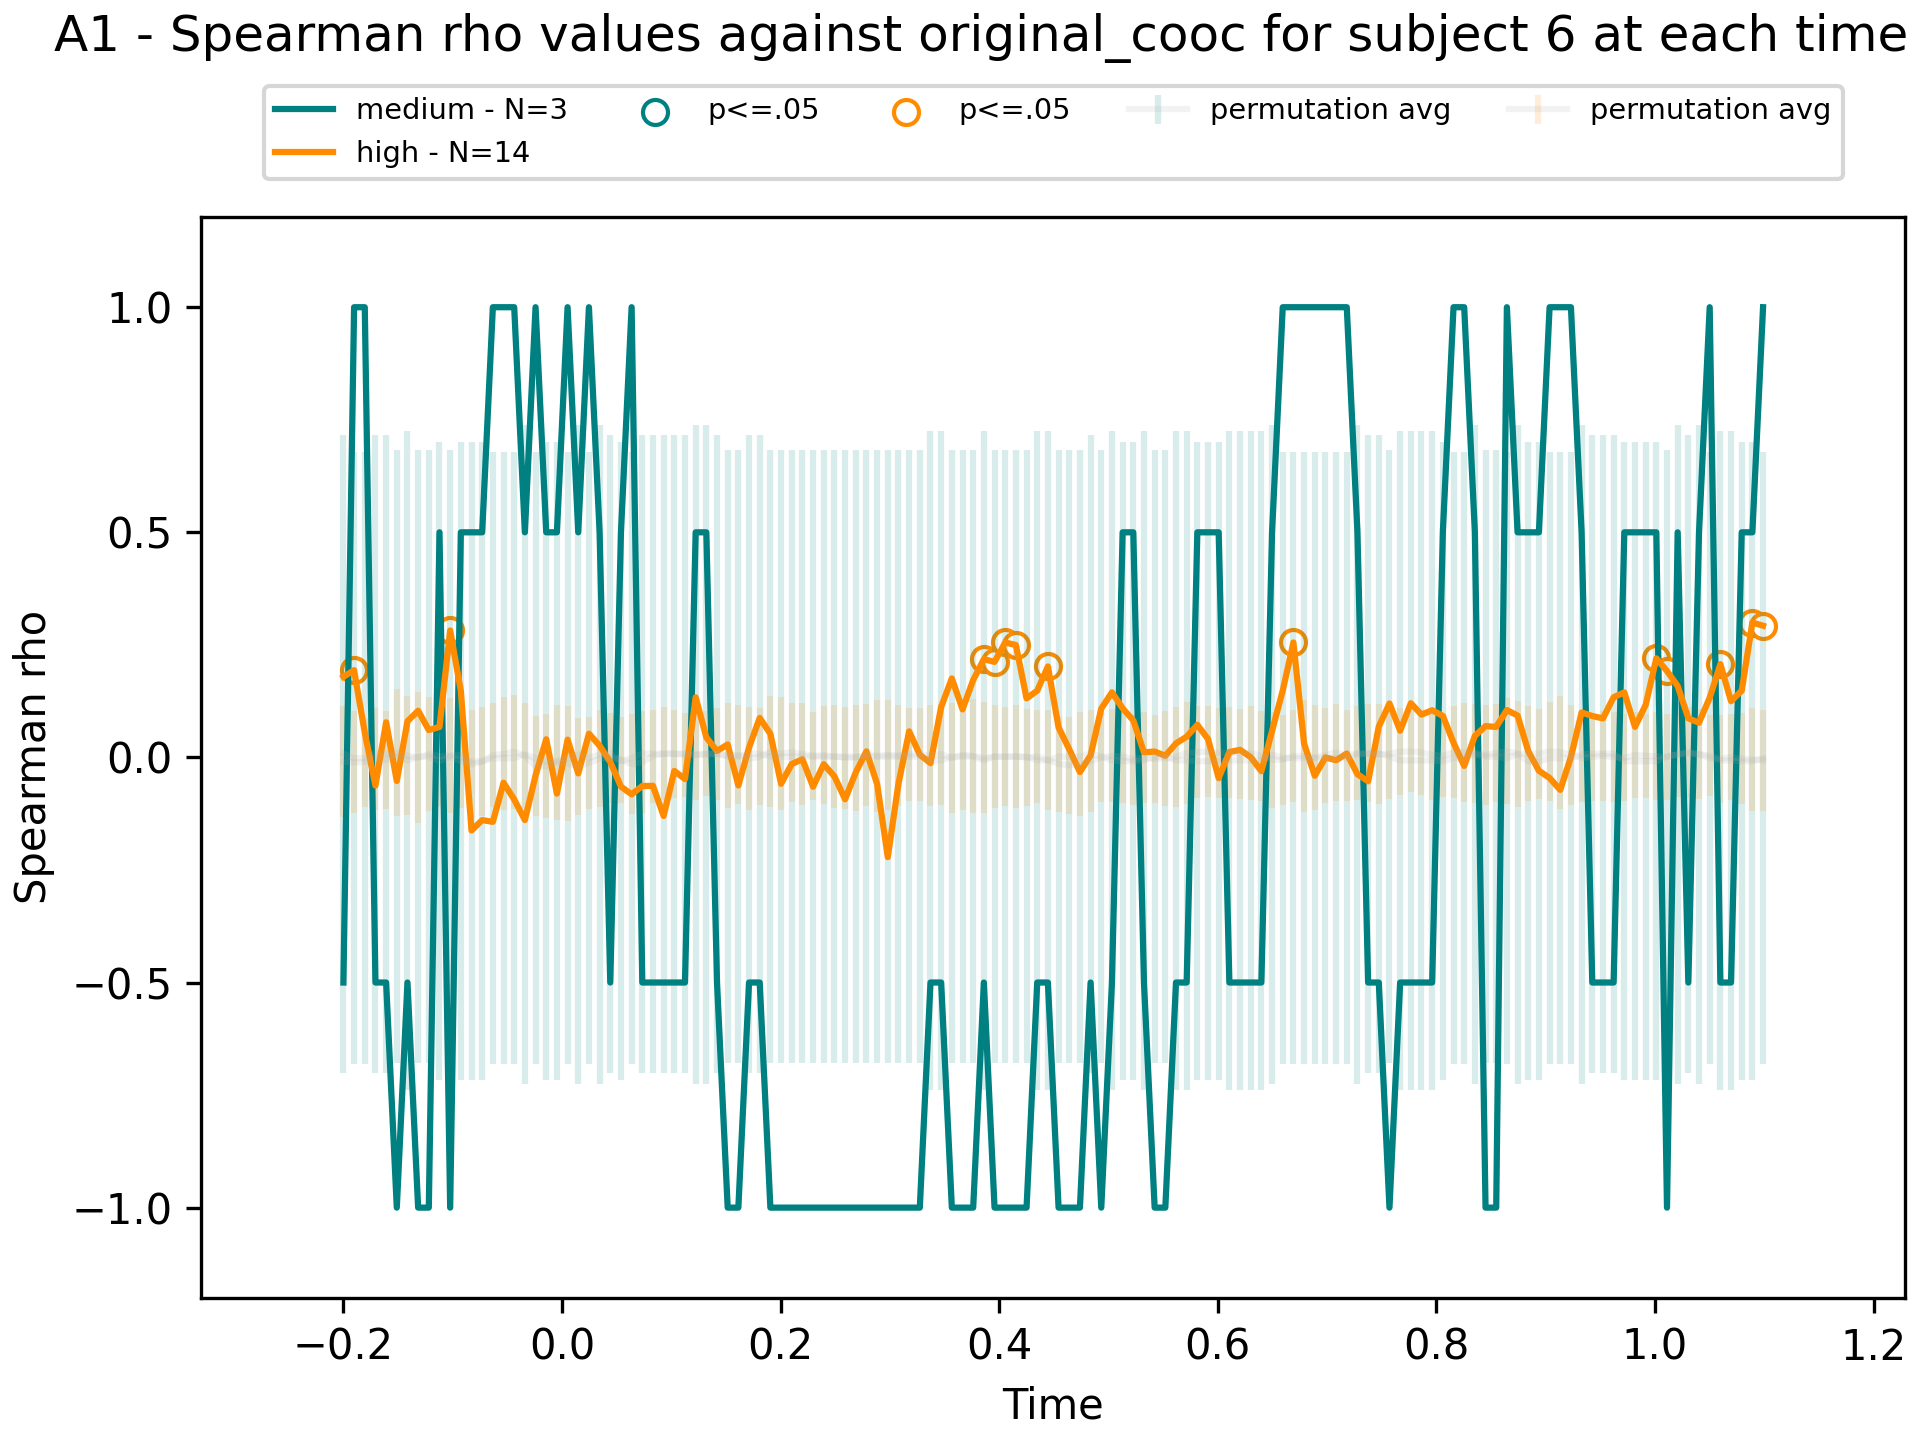 A1 - Spearman rho values against original_cooc for subject 6 at each time
medium - N=3
high - N=14
p<=.05
p<=.05
permutation avg
permutation avg
Spearman rho
1.0
0.5
0.0
−0.5
−1.0
−0.2
0.0
0.2
0.4
0.6
0.8
1.0
1.2
Time